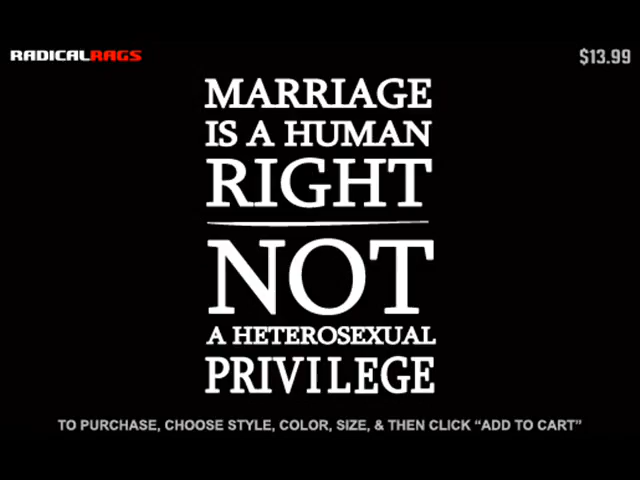 RADICALRAGS
$13.99
MARRIAGE
IS A HUMAN
RIGHT
NOT
A HETEROSEXUAL
PRIVILEGE
TO PURCHASE, CHOOSE STYLE, COLOR, SIZE, & THEN CLICK “ADD TO CART”